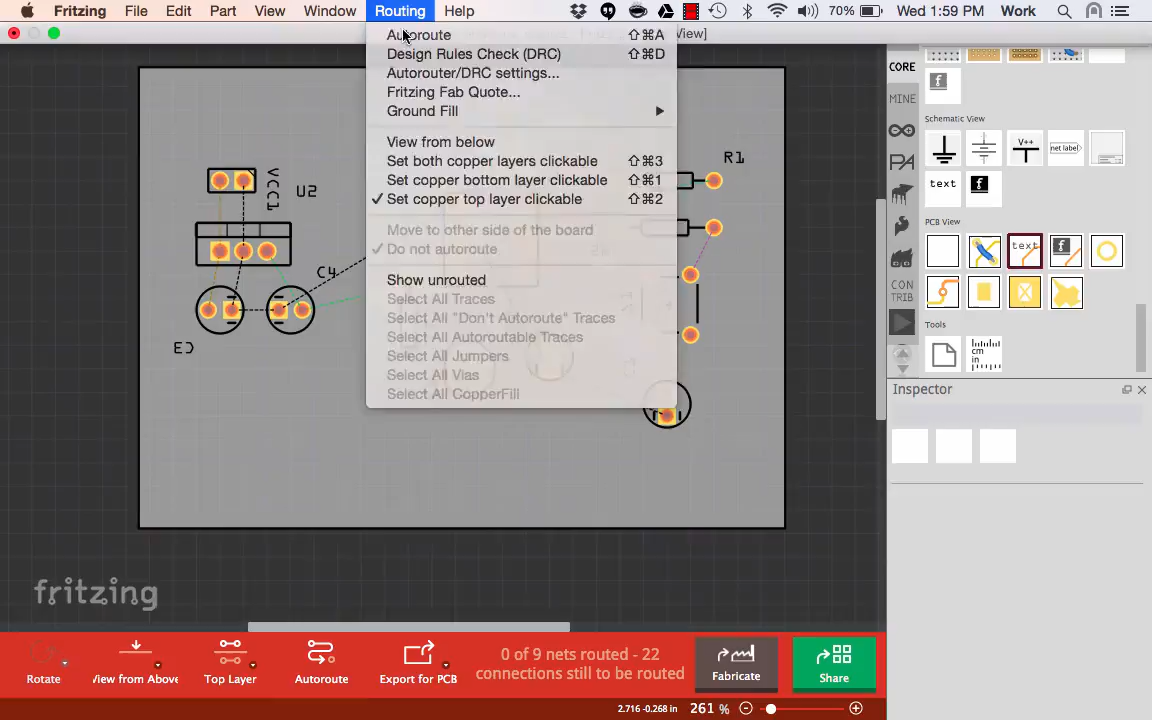 Fritzing File Edit Part View Window Routing Help 70% Wed 1:59 PM Work
View]
Autoroute ⇧⌘A
Design Rules Check (DRC) ⇧⌘D
Autorouter/DRC settings...
Fritzing Fab Quote...
Ground Fill
View from below
Set both copper layers clickable ⇧⌘3
Set copper bottom layer clickable ⇧⌘1
✓ Set copper top layer clickable ⇧⌘2
Move to other side of the board
✓ Do not autoroute
Show unrouted
Select All Traces
Select All "Don't Autoroute" Traces
Select All Autoroutable Traces
Select All Jumpers
Select All Vias
Select All CopperFill
VCC1
U2
C4
C3
R1
CORE
MINE
PA
CON
TRIB
Schematic View
V++
net label
text
PCB View
text
Tools
cm
in
Inspector
fritzing
Rotate
View from Above
Top Layer
Autoroute
Export for PCB
0 of 9 nets routed - 22
connections still to be routed
Fabricate
Share
2.716 -0.268 in 261 %